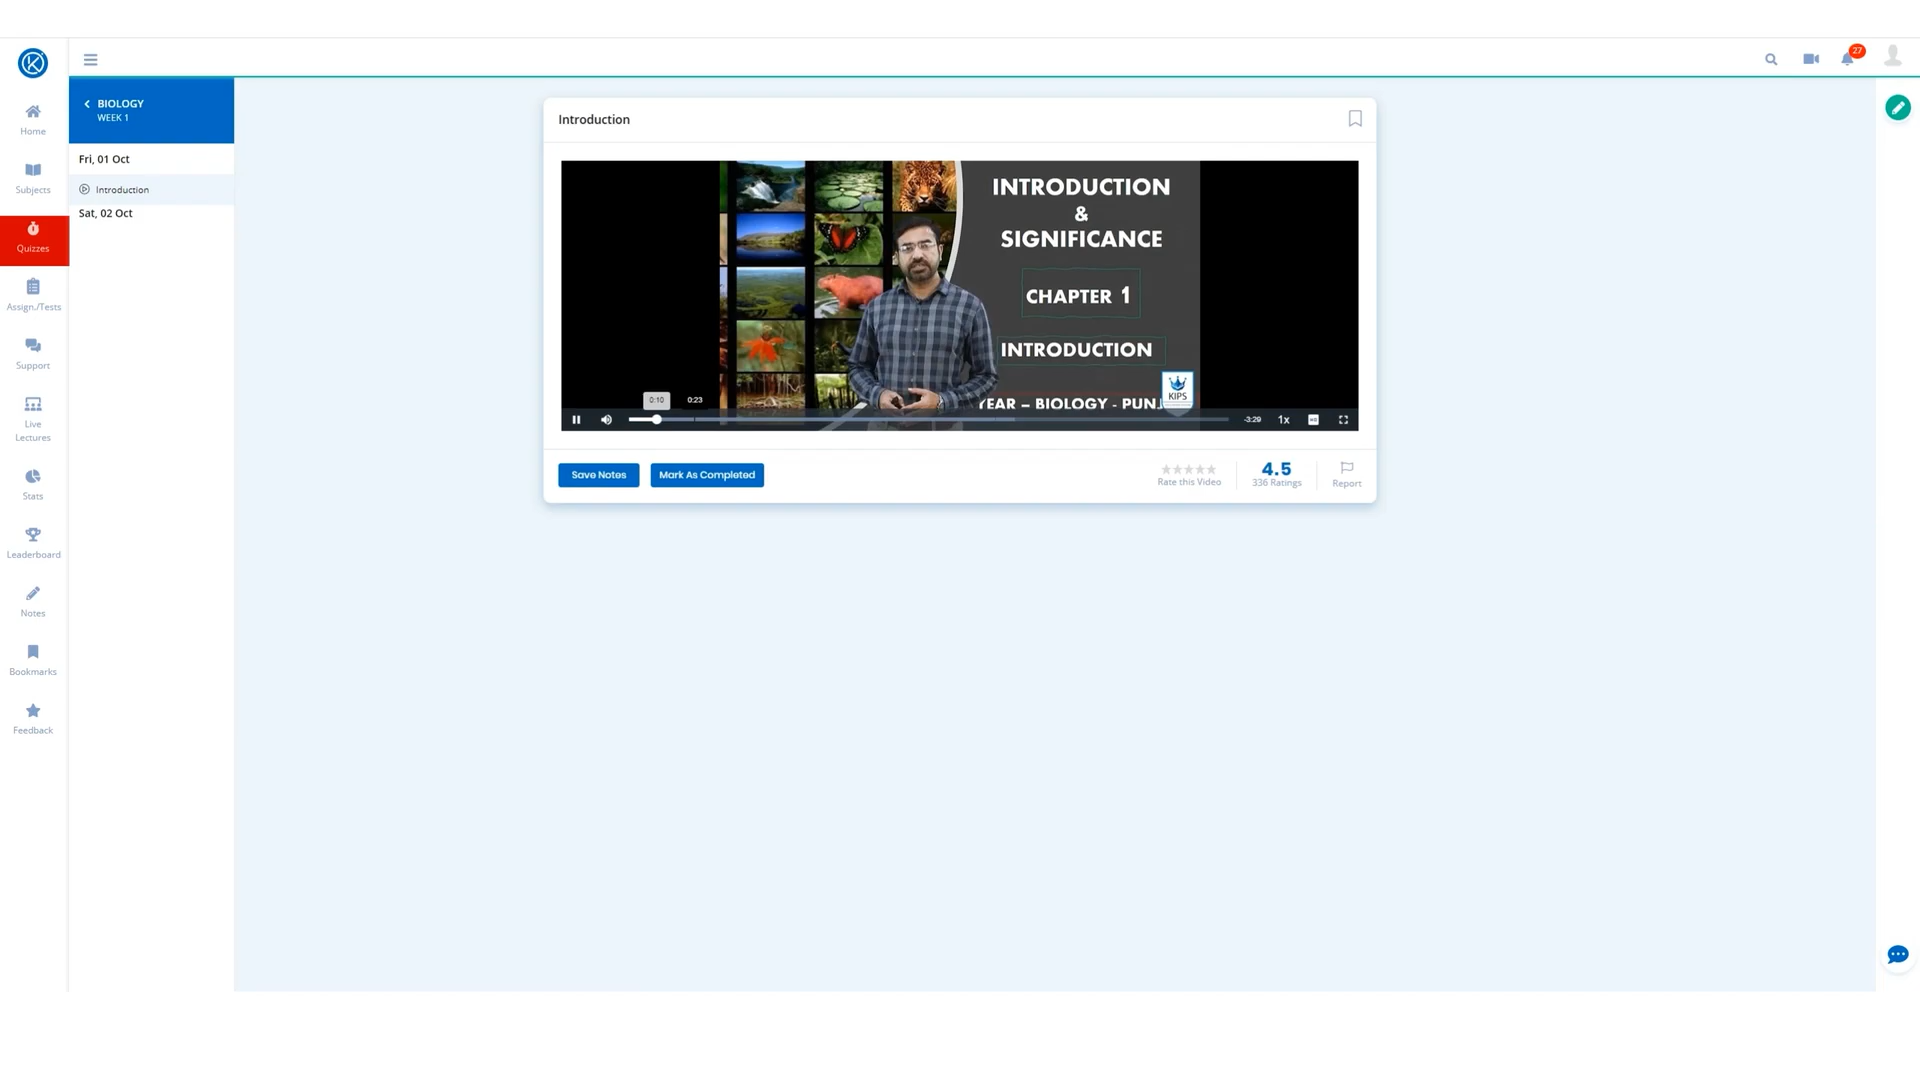 27
Home
Subjects
Quizzes
Assign./Tests
Support
Live
Lectures
Stats
Leaderboard
Notes
Bookmarks
Feedback
BIOLOGY
WEEK 1
Fri, 01 Oct
Introduction
Sat, 02 Oct
Introduction
INTRODUCTION
&
SIGNIFICANCE
CHAPTER 1
INTRODUCTION
YEAR – BIOLOGY - PUNJ
KIPS
0:10
0:23
-3:29
1x
Save Notes
Mark As Completed
Rate this Video
4.5
336 Ratings
Report